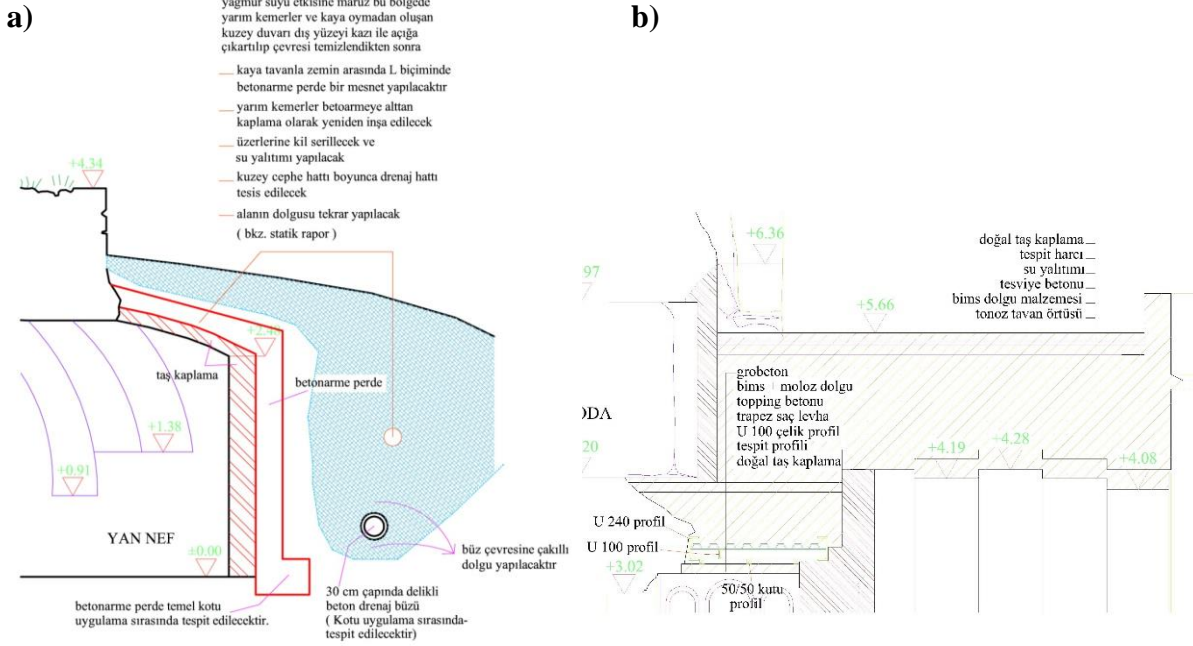 a)
yağmur suyu etkisine maruz bu bölgede
yarım kemerler ve kaya oymadan oluşan
kuzey duvarı dış yüzeyi kazı ile açığa
çıkartılıp çevresi temizlendikten sonra
kaya tavanla zemin arasında L biçiminde
betonarme perde bir mesnet yapılacaktır
yarım kemerler betoarmeye alttan
kaplama olarak yeniden inşa edilecek
üzerlerine kil serillecek ve
su yalıtımı yapılacak
kuzey cephe hattı boyunca drenaj hattı
tesis edilecek
alanın dolgusu tekrar yapılacak
( bkz. statik rapor )
+4.34
taş kaplama
betonarme perde
+1.38
+0.91
YAN NEF
±0.00
büz çevresine çakıllı
dolgu yapılacaktır
betonarme perde temel kotu
uygulama sırasında tespit edilecektir.
30 cm çapında delikli
beton drenaj büzü
( Kotu uygulama sırasında-
tespit edilecektir)
b)
+6.36
doğal taş kaplama
tespit harcı
su yalıtımı
tesviye betonu
bims dolgu malzemesi
tonoz tavan örtüsü
97
+5.66
grobeton
bims + moloz dolgu
topping betonu
trapez saç levha
U 100 çelik profil
tespit profili
doğal taş kaplama
ODA
20
+4.19
+4.28
+4.08
U 240 profil
U 100 profil
+3.02
50/50 kutu
profil